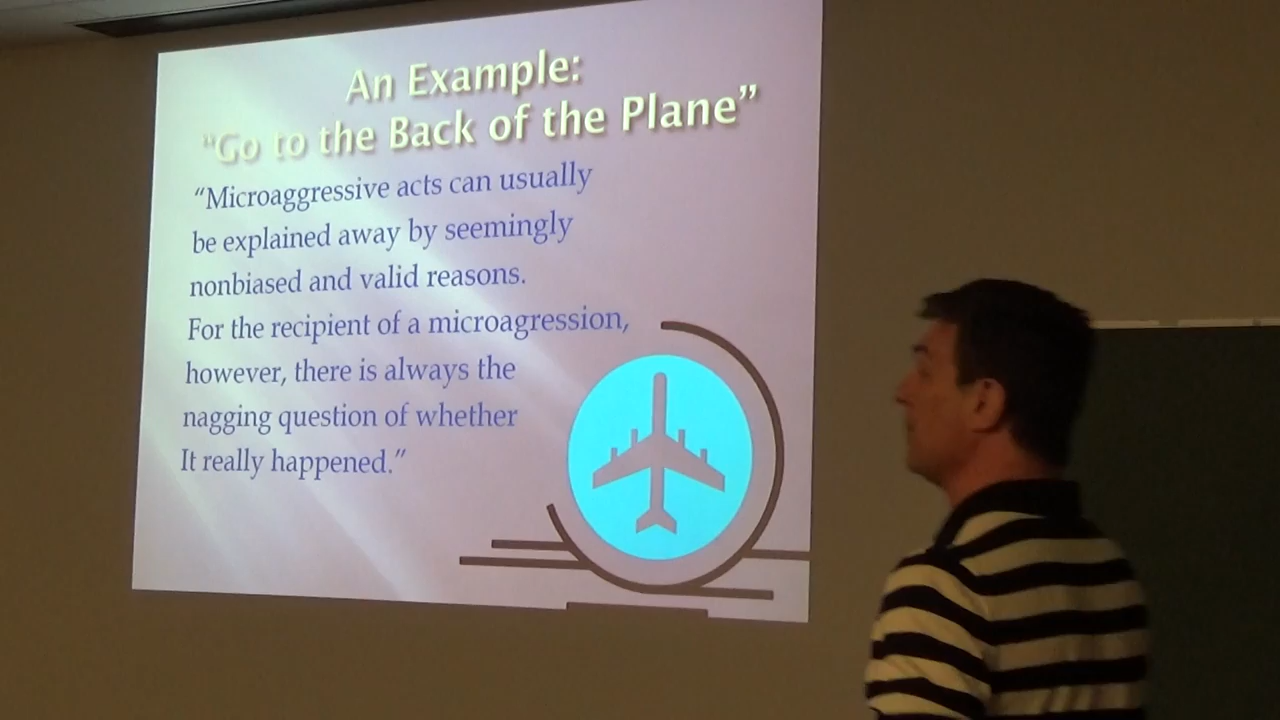 An Example:
"Go to the Back of the Plane”
“Microaggressive acts can usually
be explained away by seemingly
nonbiased and valid reasons.
For the recipient of a microagression,
however, there is always the
nagging question of whether
It really happened.”